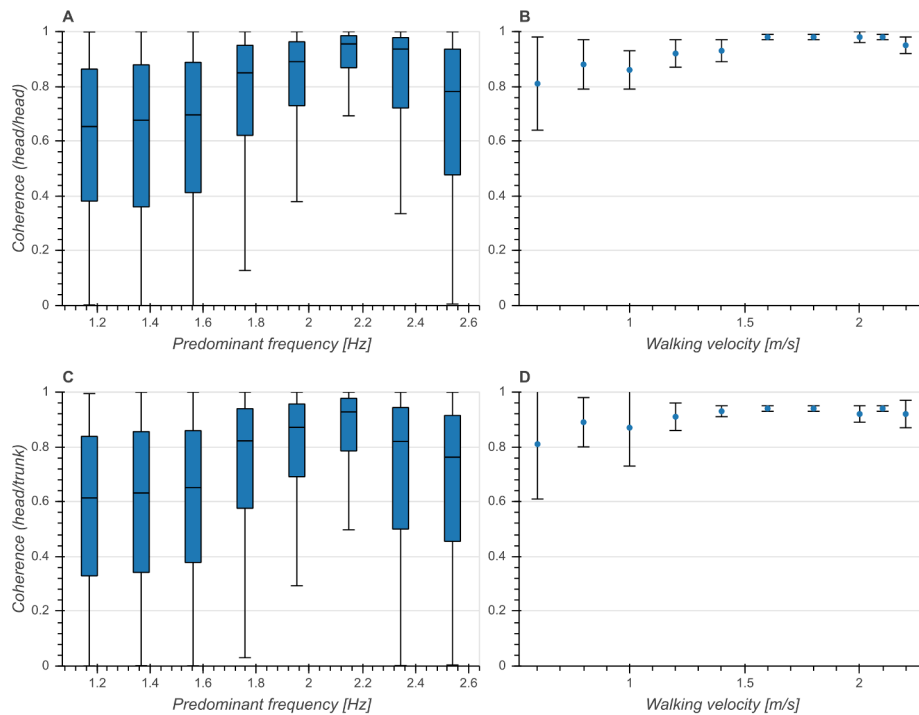 A
B
Coherence (head/head)
1
0.8
0.6
0.4
0.2
0
1.2 1.4 1.6 1.8 2 2.2 2.4 2.6
Predominant frequency [Hz]
1
0.8
0.6
0.4
0.2
0
1 1.5 2
Walking velocity [m/s]
C
D
Coherence (head/trunk)
1
0.8
0.6
0.4
0.2
0
1.2 1.4 1.6 1.8 2 2.2 2.4 2.6
Predominant frequency [Hz]
1
0.8
0.6
0.4
0.2
0
1 1.5 2
Walking velocity [m/s]